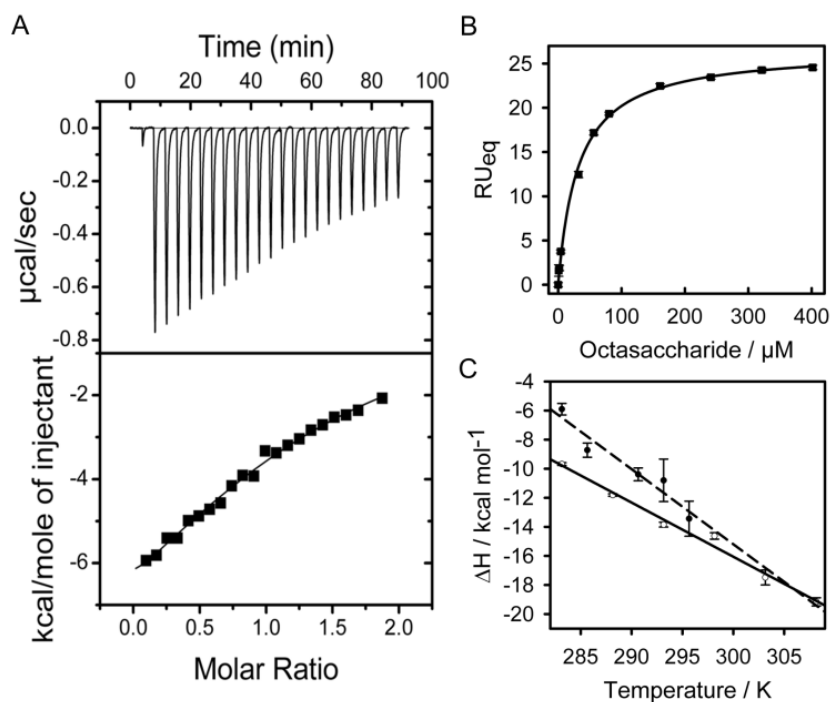 A
Time (min)
0 20 40 60 80 100
0.0
-0.2
-0.4
-0.6
-0.8
µcal/sec
-2
-4
-6
kcal/mole of injectant
0.0 0.5 1.0 1.5 2.0
Molar Ratio
B
25
20
15
10
5
0
RUeq
0 100 200 300 400
Octasaccharide / µM
C
-4
-6
-8
-10
-12
-14
-16
-18
-20
ΔH / kcal mol-1
285 290 295 300 305
Temperature / K